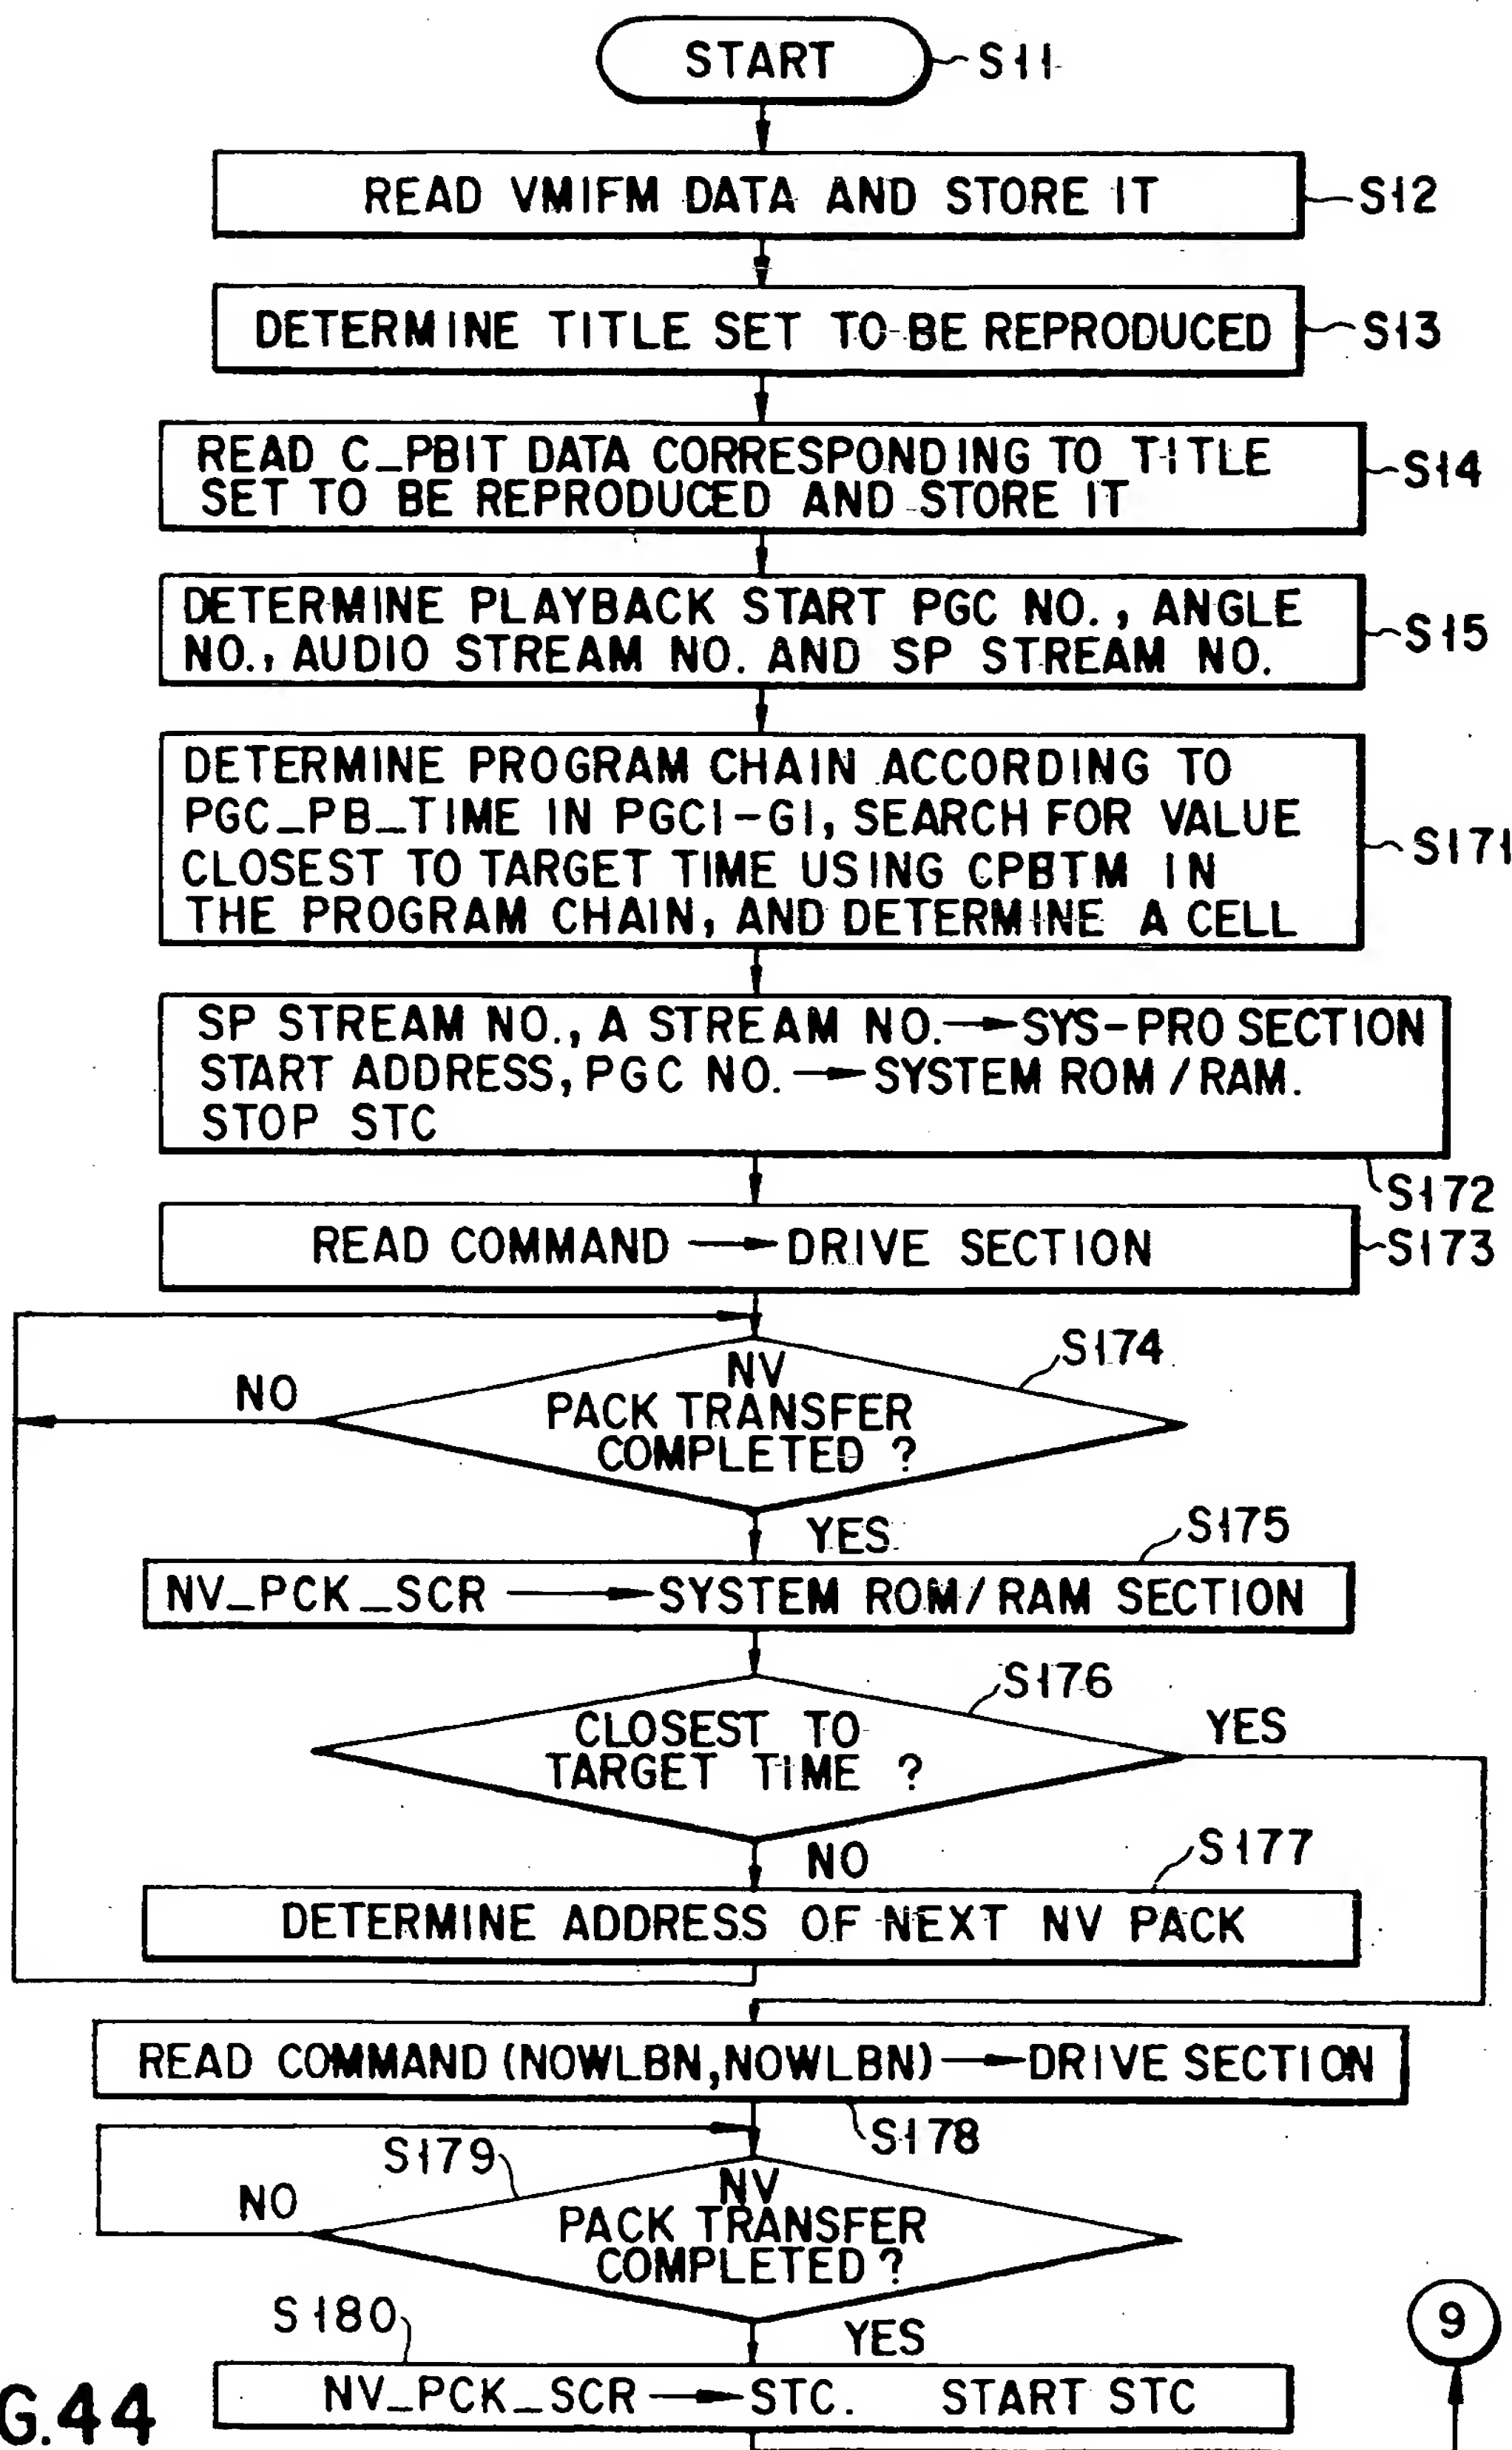 START
S11
READ VMIFM DATA AND STORE IT
S12
DETERMINE TITLE SET TO BE REPRODUCED
S13
READ C_PBIT DATA CORRESPONDING TO TITLE
SET TO BE REPRODUCED AND STORE IT
S14
DETERMINE PLAYBACK START PGC NO., ANGLE
NO., AUDIO STREAM NO. AND SP STREAM NO.
S15
DETERMINE PROGRAM CHAIN ACCORDING TO
PGC_PB_TIME IN PGCI-GI, SEARCH FOR VALUE
CLOSEST TO TARGET TIME USING CPBTM IN
THE PROGRAM CHAIN, AND DETERMINE A CELL
S171
SP STREAM NO., A STREAM NO.→SYS-PRO SECTION
START ADDRESS, PGC NO.→SYSTEM ROM/RAM.
STOP STC
S172
READ COMMAND→DRIVE SECTION
S173
S174
NO
NV
PACK TRANSFER
COMPLETED ?
YES
S175
NV_PCK_SCR→SYSTEM ROM/RAM SECTION
S176
CLOSEST TO
TARGET TIME ?
YES
NO
S177
DETERMINE ADDRESS OF NEXT NV PACK
READ COMMAND (NOWLBN,NOWLBN)→DRIVE SECTION
S178
S179
NO
NV
PACK TRANSFER
COMPLETED ?
YES
S180
9
NV_PCK_SCR→STC. START STC
G.44